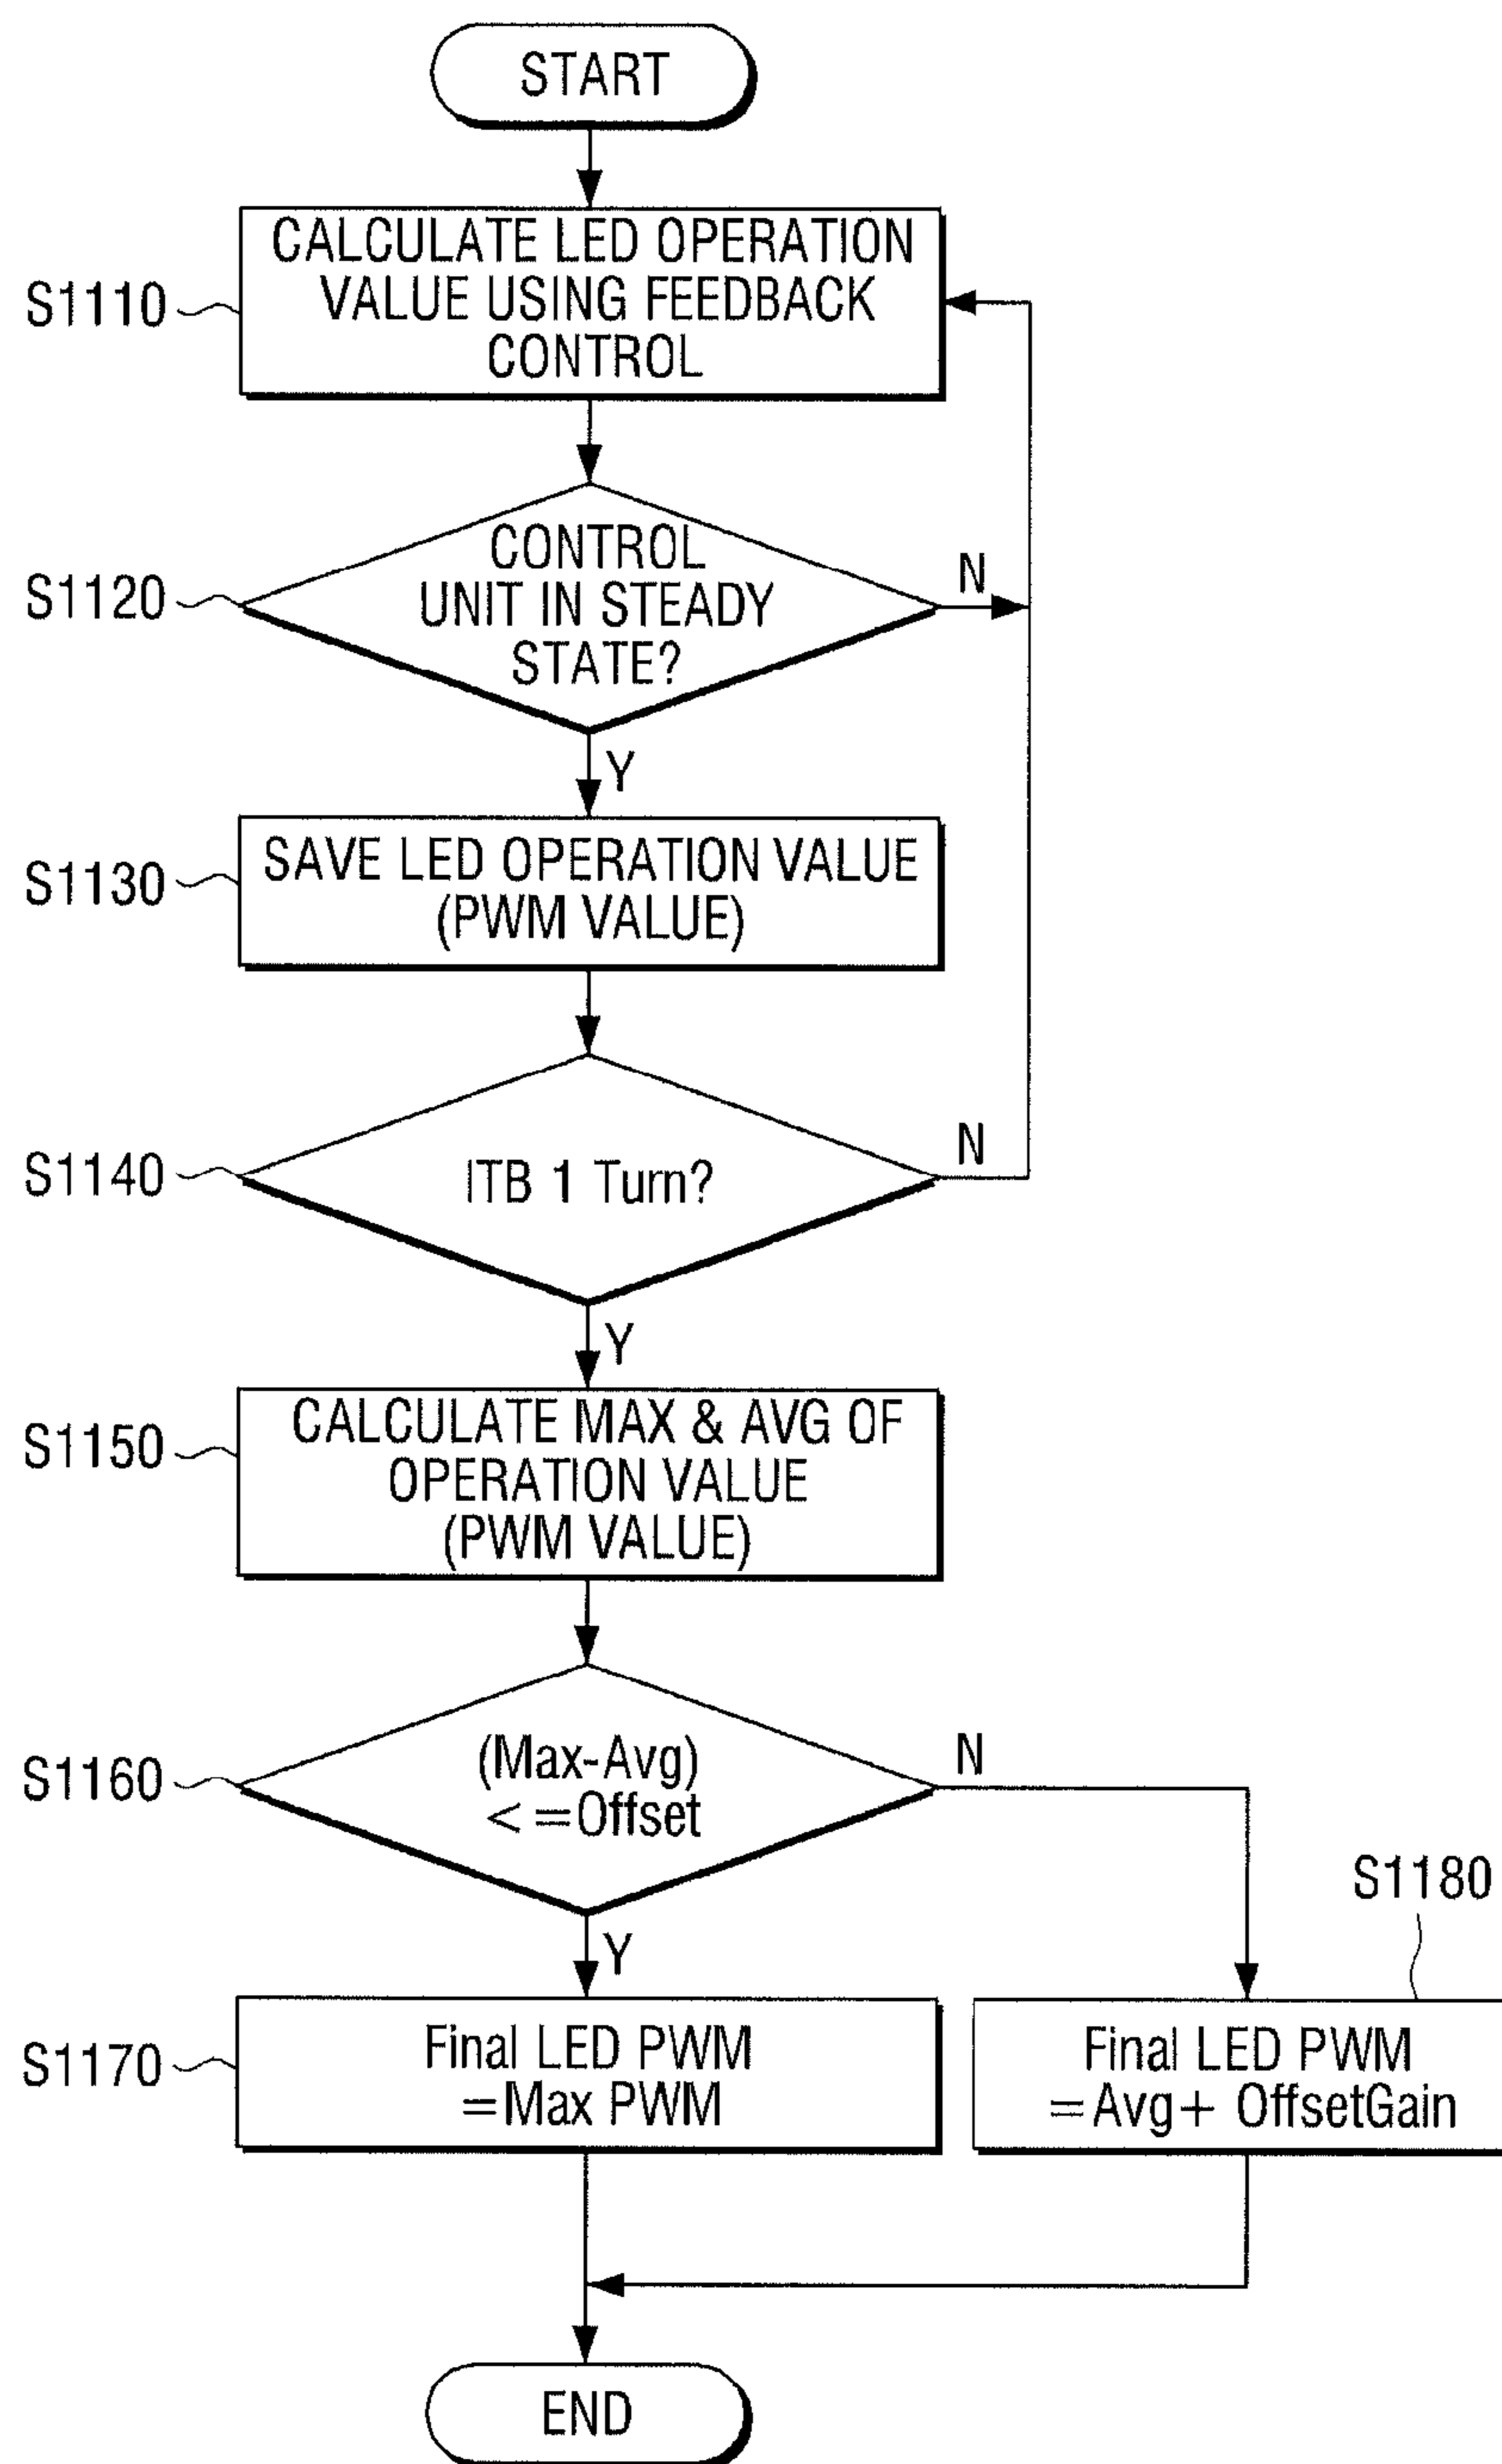 START
S1110
CALCULATE LED OPERATION
VALUE USING FEEDBACK
CONTROL
S1120
CONTROL
UNIT IN STEADY
STATE?
N
Y
S1130
SAVE LED OPERATION VALUE
(PWM VALUE)
S1140
ITB 1 Turn?
N
Y
S1150
CALCULATE MAX & AVG OF
OPERATION VALUE
(PWM VALUE)
S1160
(Max-Avg)
<=Offset
N
Y
S1170
Final LED PWM
=Max PWM
S1180
Final LED PWM
=Avg+ OffsetGain
END